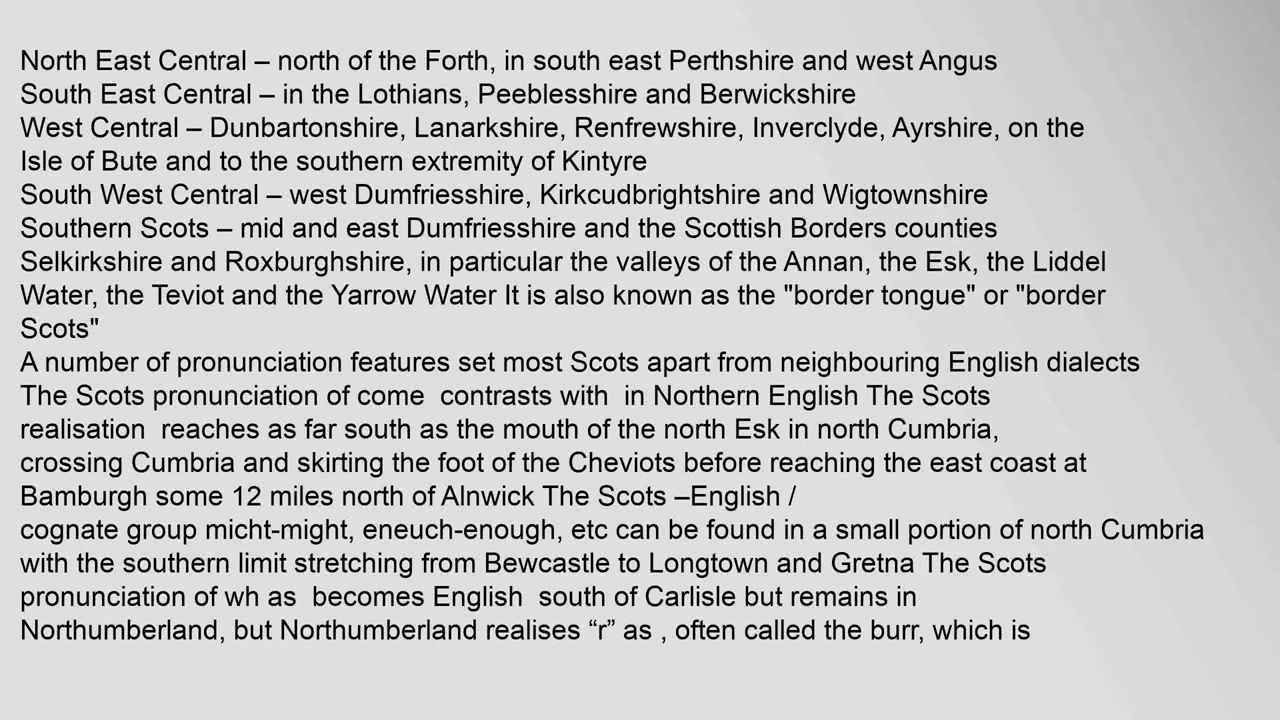 North East Central – north of the Forth, in south east Perthshire and west Angus
South East Central – in the Lothians, Peeblesshire and Berwickshire
West Central – Dunbartonshire, Lanarkshire, Renfrewshire, Inverclyde, Ayrshire, on the
Isle of Bute and to the southern extremity of Kintyre
South West Central – west Dumfriesshire, Kirkcudbrightshire and Wigtownshire
Southern Scots – mid and east Dumfriesshire and the Scottish Borders counties
Selkirkshire and Roxburghshire, in particular the valleys of the Annan, the Esk, the Liddel
Water, the Teviot and the Yarrow Water It is also known as the "border tongue" or "border
Scots"
A number of pronunciation features set most Scots apart from neighbouring English dialects
The Scots pronunciation of come  contrasts with  in Northern English The Scots
realisation  reaches as far south as the mouth of the north Esk in north Cumbria,
crossing Cumbria and skirting the foot of the Cheviots before reaching the east coast at
Bamburgh some 12 miles north of Alnwick The Scots –English /
cognate group micht-might, eneuch-enough, etc can be found in a small portion of north Cumbria
with the southern limit stretching from Bewcastle to Longtown and Gretna The Scots
pronunciation of wh as  becomes English  south of Carlisle but remains in
Northumberland, but Northumberland realises “r” as , often called the burr, which is